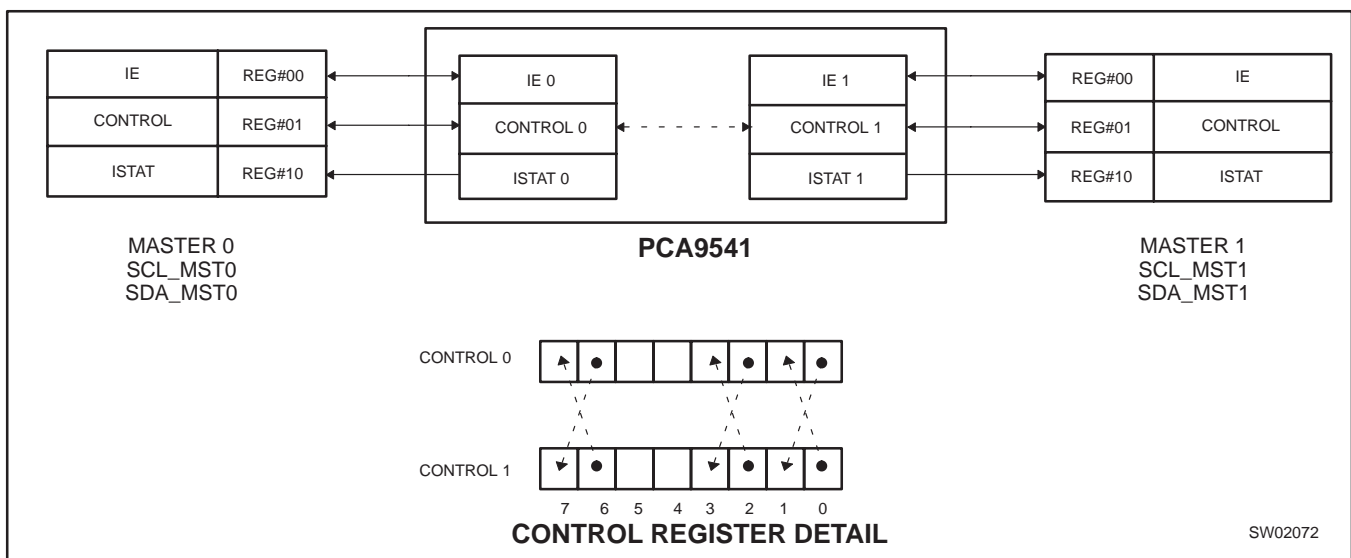 IE REG#00 IE 0 IE 1 REG#00 IE
CONTROL REG#01 CONTROL 0 CONTROL 1 REG#01 CONTROL
ISTAT REG#10 ISTAT 0 ISTAT 1 REG#10 ISTAT
PCA9541
MASTER 0
SCL_MST0
SDA_MST0
MASTER 1
SCL_MST1
SDA_MST1
CONTROL 0
CONTROL 1
7 6 5 4 3 2 1 0
CONTROL REGISTER DETAIL
SW02072